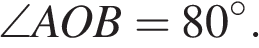 ∠AOB = 80°.